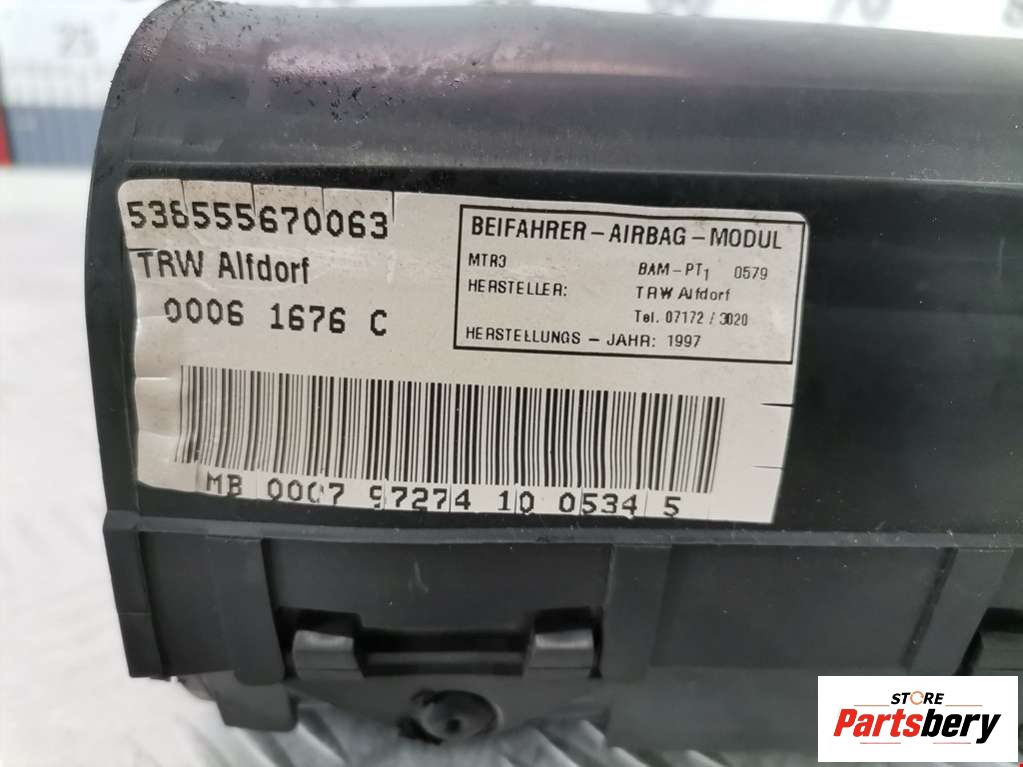 538555670063
TRW Alfdorf
0006 1676 C
BEIFAHRER - AIRBAG - MODUL
MTR3 BAM-PT1 0579
HERSTELLER: TRW Alfdorf
Tel. 07172 / 3020
HERSTELLUNGS - JAHR: 1997
MB 0007 97274 10 0534 5
STORE
Partsbery